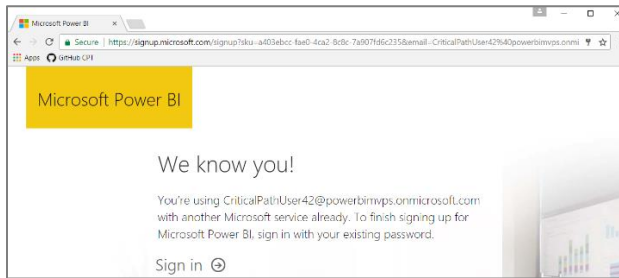 Microsoft Power BI
Secure | https://signup.microsoft.com/signup?sku=a403ebcc-fae0-4ca2-8c8c-7a907fd6c235&email=CriticalPathUser42%40powerbimvps.onmi
Apps GitHub CPT
Microsoft Power BI
We know you!
You're using CriticalPathUser42@powerbimvps.onmicrosoft.com
with another Microsoft service already. To finish signing up for
Microsoft Power BI, sign in with your existing password.
Sign in